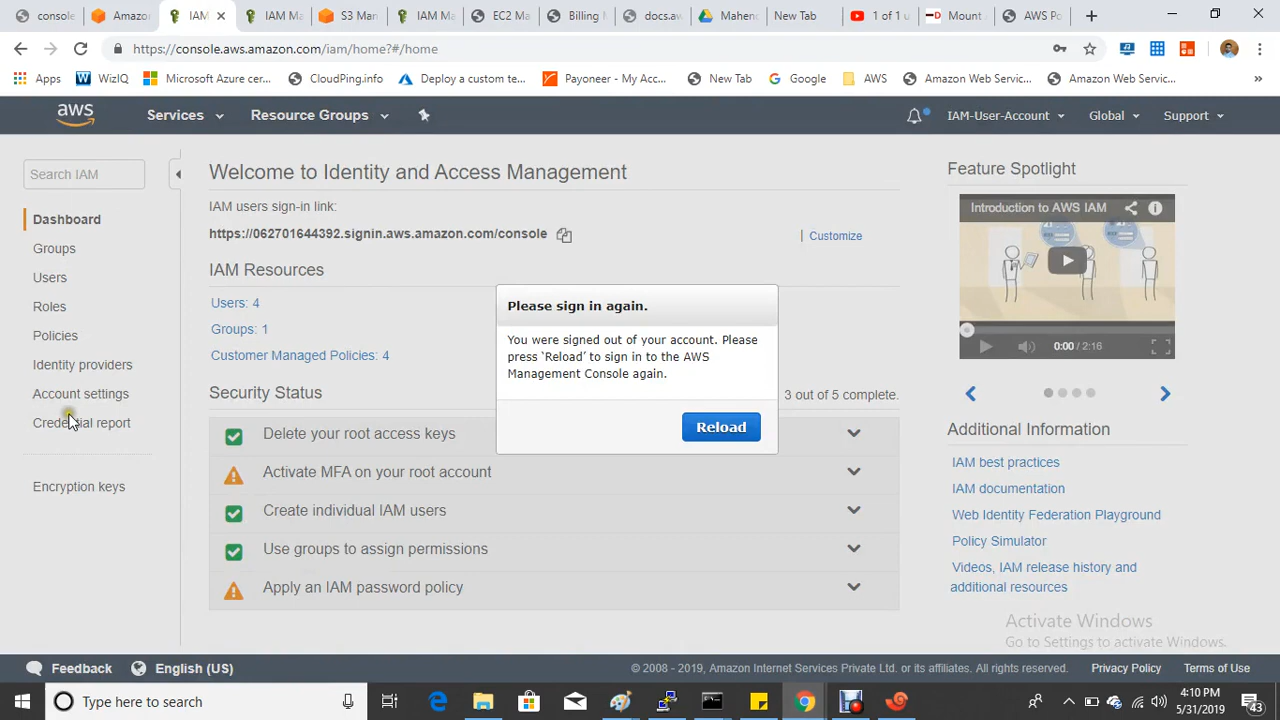 conso
Amazo
IAM
IAM Ma
S3 Man
IAM Ma
EC2 Ma
Billing
docs.aw
Mahen
New Tab
1 of 1 u
Mount
AWS Po
https://console.aws.amazon.com/iam/home?#/home
Apps
WizIQ
Microsoft Azure cer...
CloudPing.info
Deploy a custom te...
Payoneer - My Acc...
New Tab
Google
AWS
Amazon Web Servic...
Amazon Web Servic...
»
aws
Services
Resource Groups
IAM-User-Account
Global
Support
Search IAM
Dashboard
Groups
Users
Roles
Policies
Identity providers
Account settings
Credential report
Encryption keys
Welcome to Identity and Access Management
IAM users sign-in link:
https://062701644392.signin.aws.amazon.com/console
| Customize
IAM Resources
Users: 4
Groups: 1
Customer Managed Policies: 4
Security Status
3 out of 5 complete.
Delete your root access keys
Activate MFA on your root account
Create individual IAM users
Use groups to assign permissions
Apply an IAM password policy
Please sign in again.
You were signed out of your account. Please
press ‘Reload’ to sign in to the AWS
Management Console again.
Reload
Feature Spotlight
Introduction to AWS IAM
0:00 / 2:16
Additional Information
IAM best practices
IAM documentation
Web Identity Federation Playground
Policy Simulator
Videos, IAM release history and
additional resources
Activate Windows
Go to Settings to activate Windows.
Feedback
English (US)
© 2008 - 2019, Amazon Internet Services Private Ltd. or its affiliates. All rights reserved.
Privacy Policy
Terms of Use
Type here to search
4:10 PM
5/31/2019
43